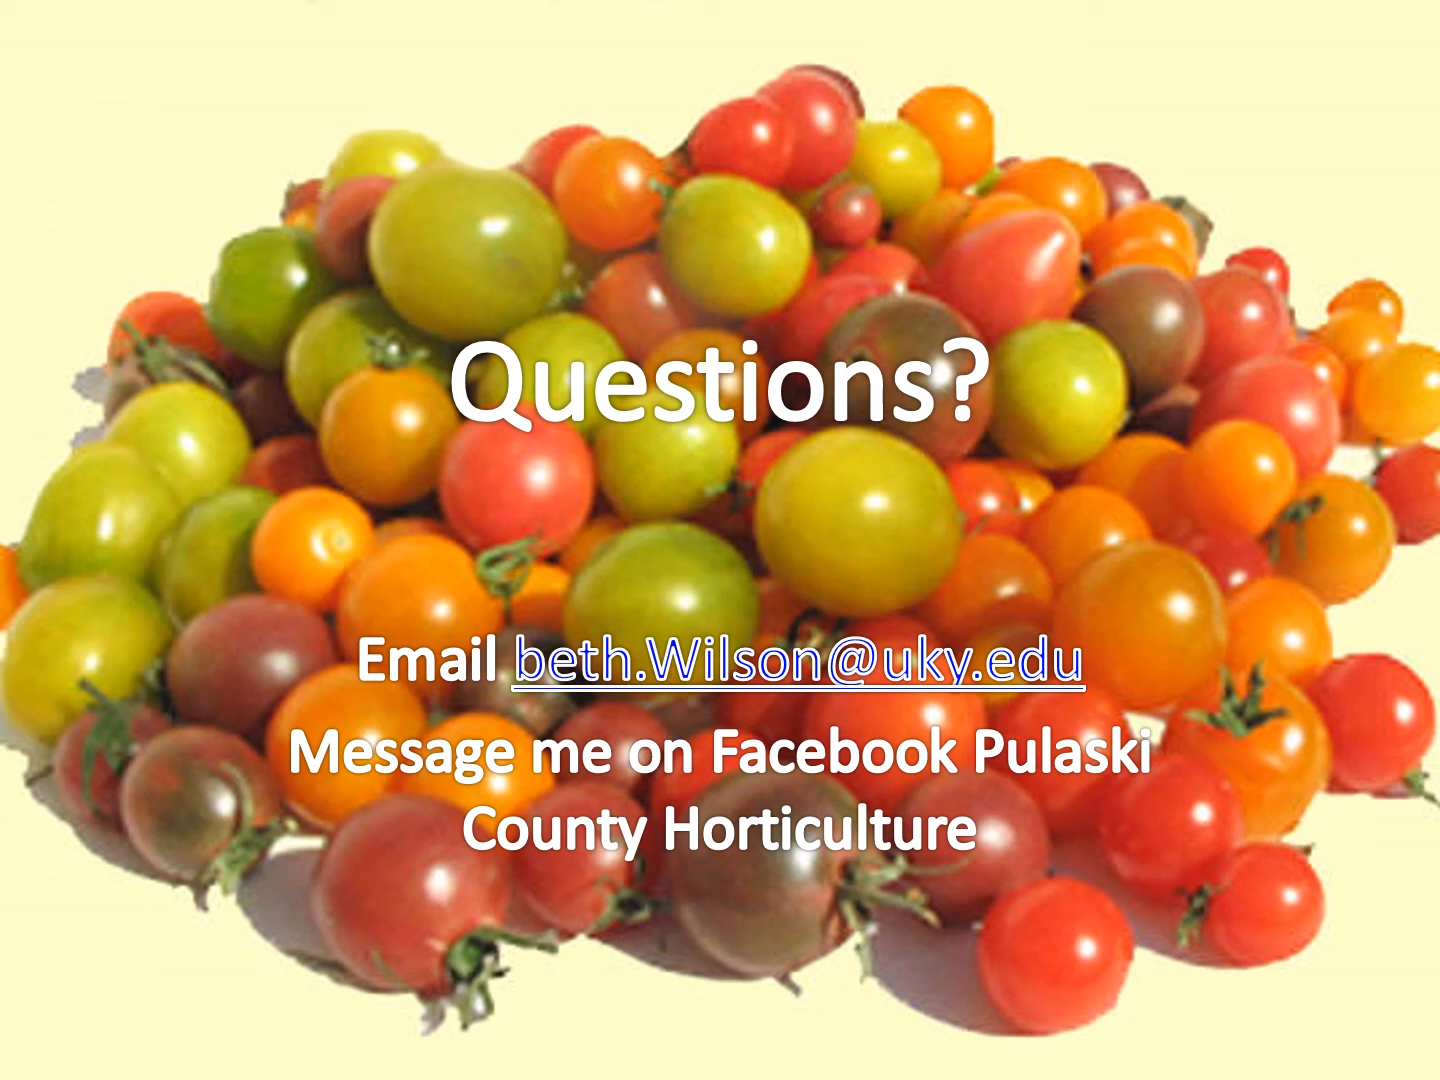 Questions?
Email beth.Wilson@uky.edu
Message me on Facebook Pulaski
County Horticulture